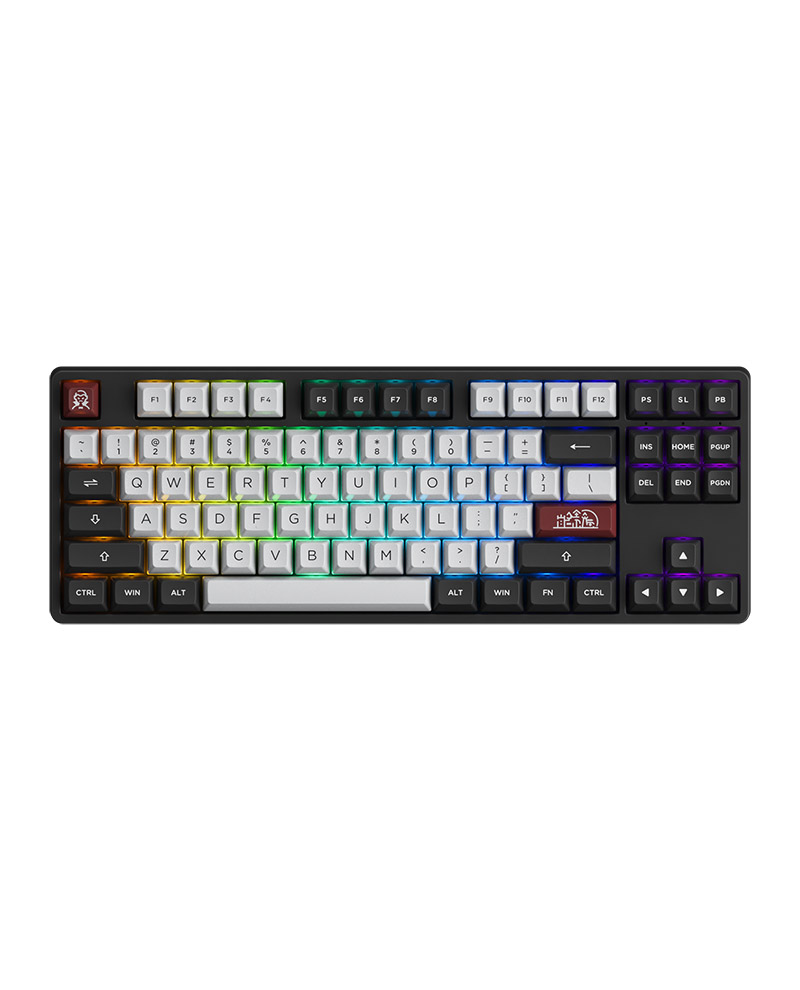 F1 F2 F3 F4 F5 F6 F7 F8 F9 F10 F11 F12 PS SL PB
~ ! @ # $ % ^ & * ( ) — +
` 1 2 3 4 5 6 7 8 9 0 - = ← INS HOME PGUP
Q W E R T Y U I O P { [ } ] | \ DEL END PGDN
A S D F G H J K L : ; " '
Z X C V B N M < , > . ? /
CTRL WIN ALT ALT WIN FN CTRL